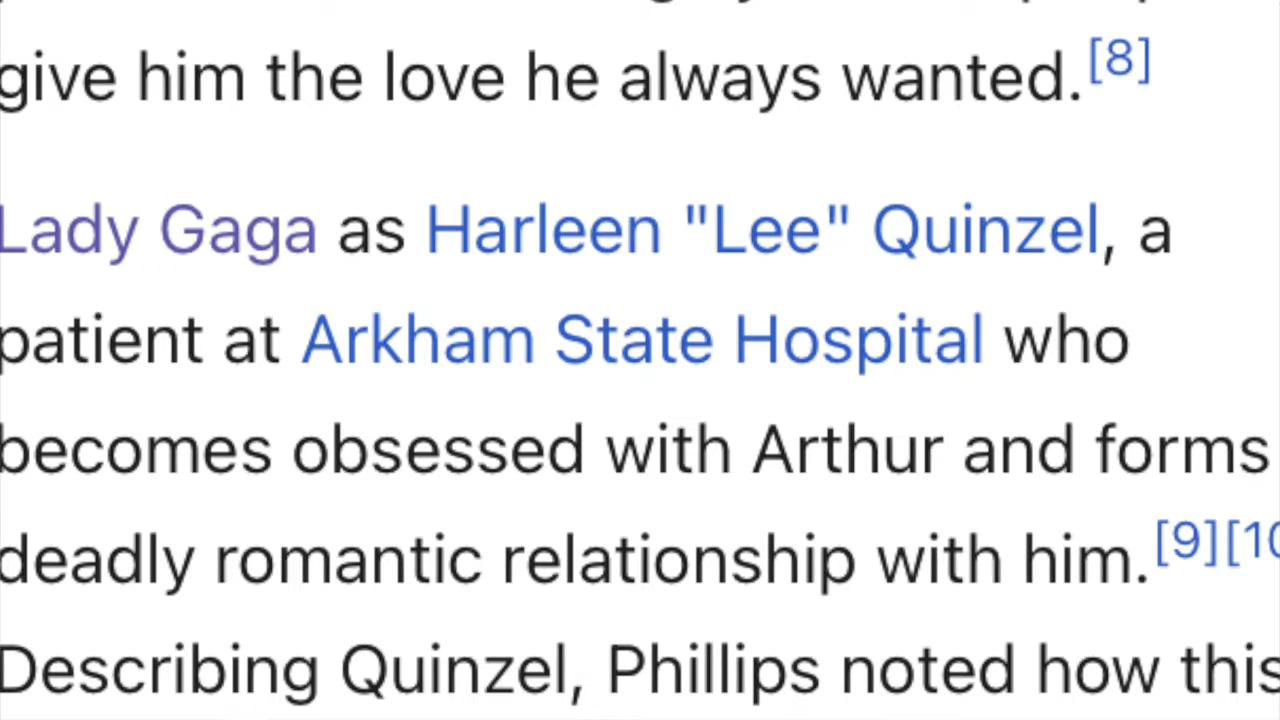 give him the love he always wanted.[8]
Lady Gaga as Harleen "Lee" Quinzel, a
patient at Arkham State Hospital who
becomes obsessed with Arthur and forms
deadly romantic relationship with him.[9][10
Describing Quinzel, Phillips noted how this